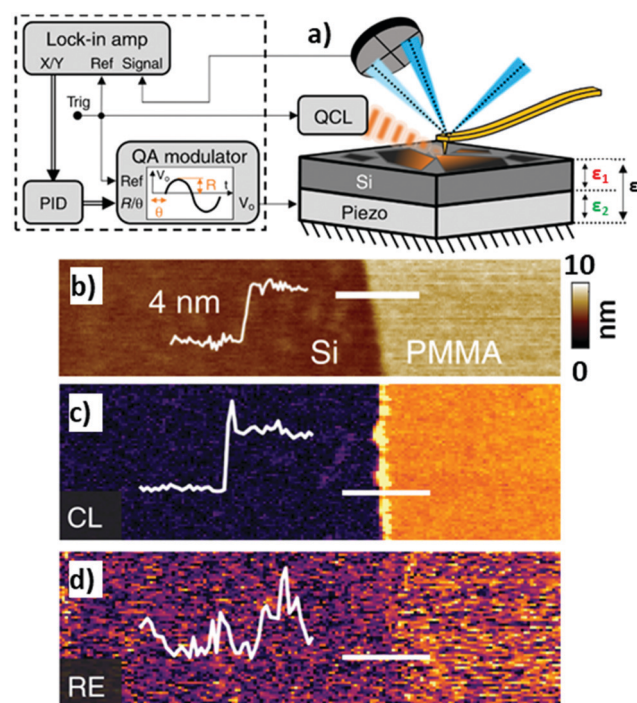 a)
Lock-in amp
X/Y Ref Signal
Trig
QCL
QA modulator
Ref
R/θ
V₀
R
t
θ
V₀
PID
Si
Piezo
ε₁
ε₂
ε
b)
4 nm
Si
PMMA
10
nm
0
c)
CL
d)
RE